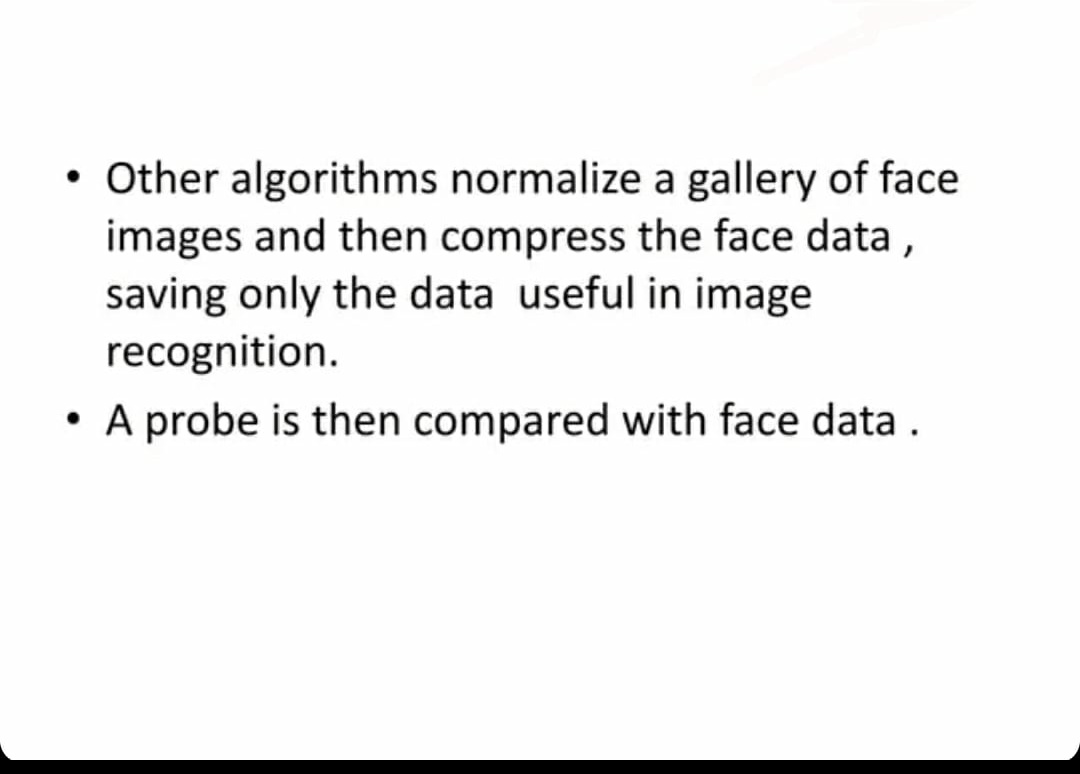 • Other algorithms normalize a gallery of face
images and then compress the face data ,
saving only the data  useful in image
recognition.
• A probe is then compared with face data .